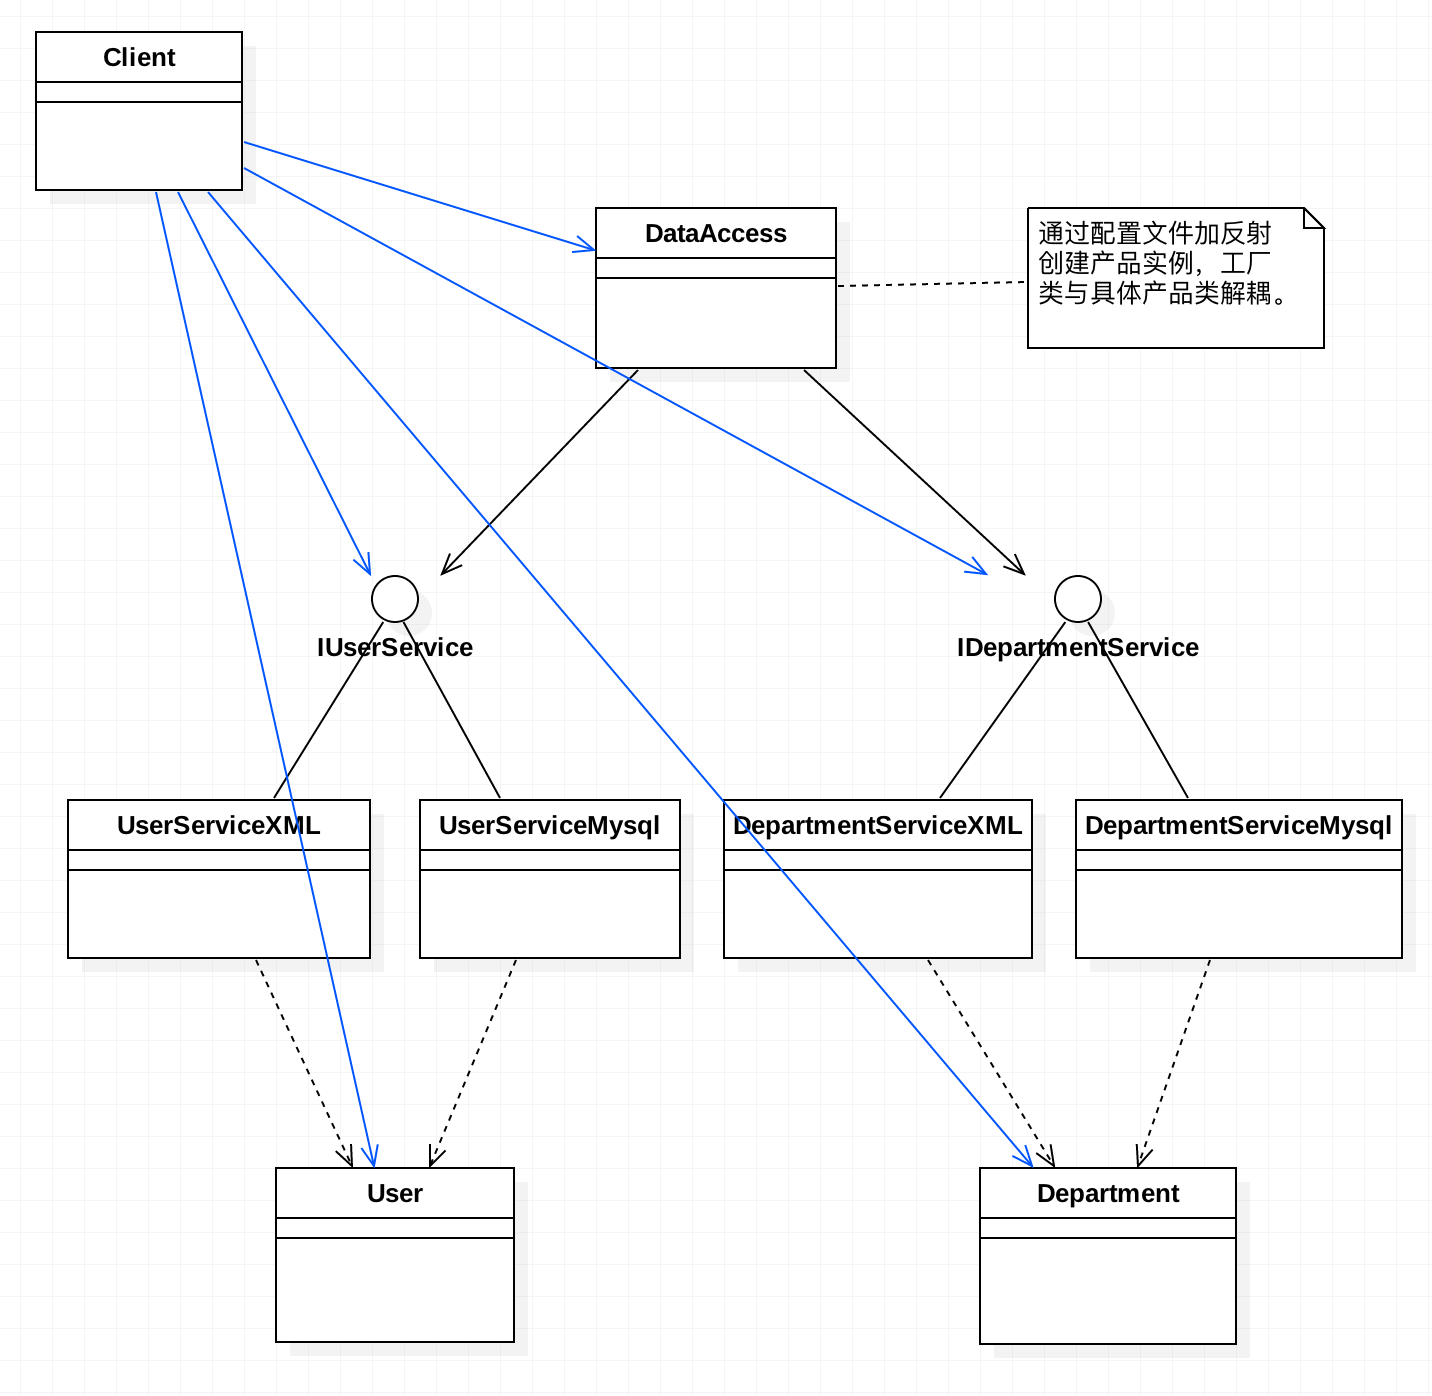 Client
DataAccess
通过配置文件加反射
创建产品实例，工厂
类与具体产品类解耦。
IUserService
IDepartmentService
UserServiceXML
UserServiceMysql
DepartmentServiceXML
DepartmentServiceMysql
User
Department